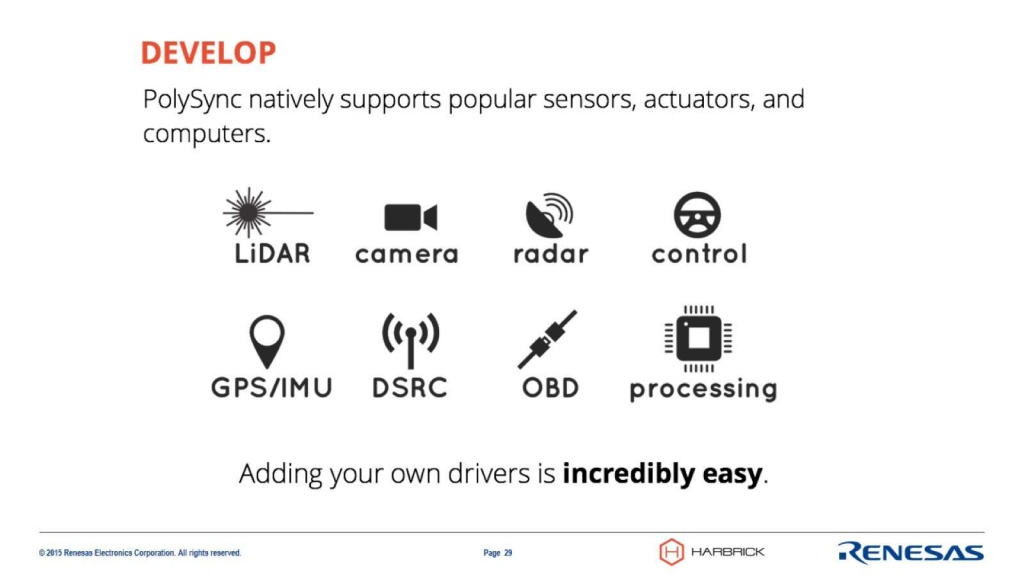 DEVELOP
PolySync natively supports popular sensors, actuators, and
computers.
LiDAR camera radar control
GPS/IMU DSRC OBD processing
Adding your own drivers is incredibly easy.
© 2015 Renesas Electronics Corporation. All rights reserved. Page 29 HARBRICK RENESAS